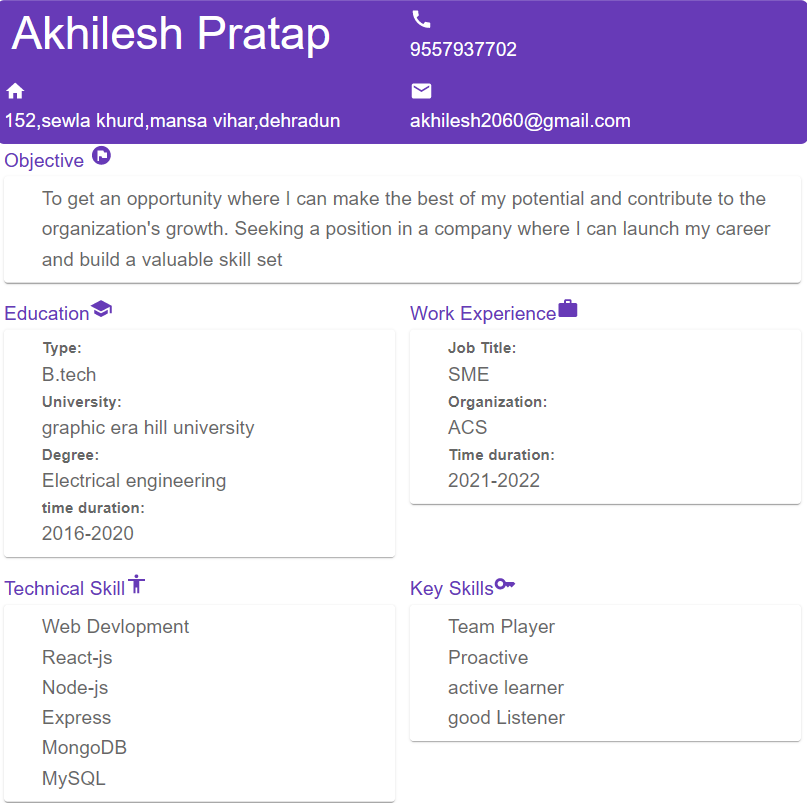 Akhilesh Pratap
9557937702
152,sewla khurd,mansa vihar,dehradun
akhilesh2060@gmail.com
Objective
To get an opportunity where I can make the best of my potential and contribute to the
organization's growth. Seeking a position in a company where I can launch my career
and build a valuable skill set
Education
Type:
B.tech
University:
graphic era hill university
Degree:
Electrical engineering
time duration:
2016-2020
Work Experience
Job Title:
SME
Organization:
ACS
Time duration:
2021-2022
Technical Skill
Web Devlopment
React-js
Node-js
Express
MongoDB
MySQL
Key Skills
Team Player
Proactive
active learner
good Listener